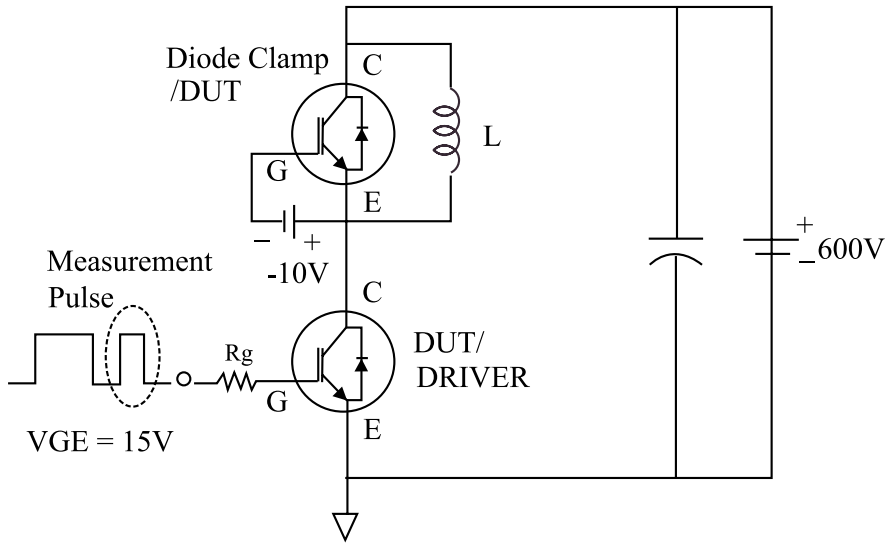 Diode Clamp
/DUT
C
L
G
E
– +
-10V
+
–600V
Measurement
Pulse
C
Rg
DUT/
DRIVER
G
E
VGE = 15V